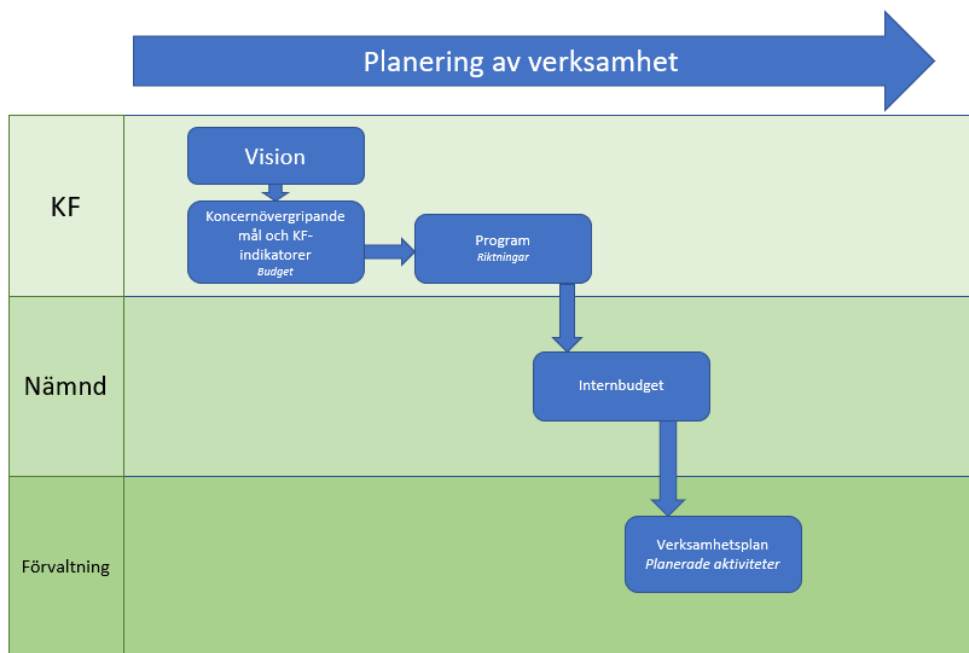 Planering av verksamhet
KF
Vision
Koncernövergripande
mål och KF-
indikatorer
Budget
Program
Riktningar
Nämnd
Internbudget
Förvaltning
Verksamhetsplan
Planerade aktiviteter